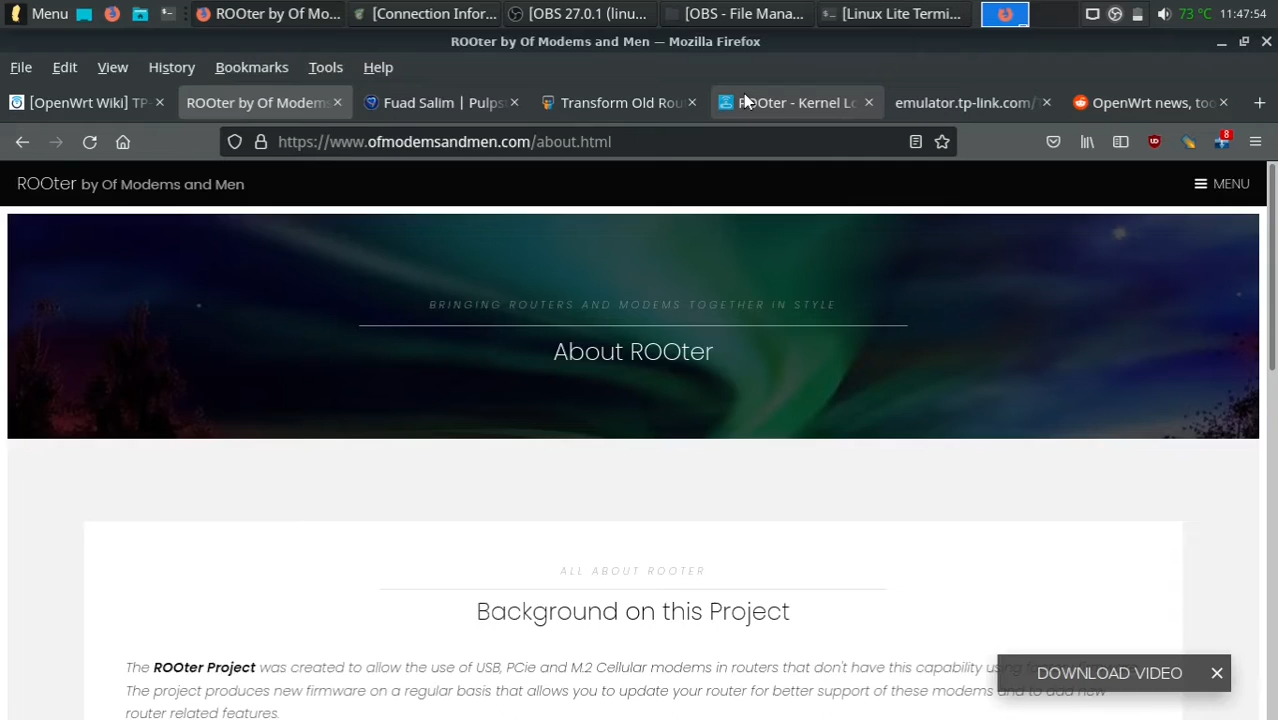 Menu
ROOter by Of Mo...
[Connection Infor...
[OBS 27.0.1 (linu...
[OBS - File Mana...
[Linux Lite Termi...
73 °C
11:47:54
ROOter by Of Modems and Men — Mozilla Firefox
File Edit View History Bookmarks Tools Help
[OpenWrt Wiki] TP-
ROOter by Of Modems
Fuad Salim | Pulps
Transform Old Rou
ROOter - Kernel Lo
emulator.tp-link.com/
OpenWrt news, to
https://www.ofmodemsandmen.com/about.html
8
ROOter by Of Modems and Men
MENU
BRINGING ROUTERS AND MODEMS TOGETHER IN STYLE
About ROOter
ALL ABOUT ROOTER
Background on this Project
The ROOter Project was created to allow the use of USB, PCie and M.2 Cellular modems in routers that don't have this capability using
The project produces new firmware on a regular basis that allows you to update your router for better support of these modems and to add new
router related features.
DOWNLOAD VIDEO